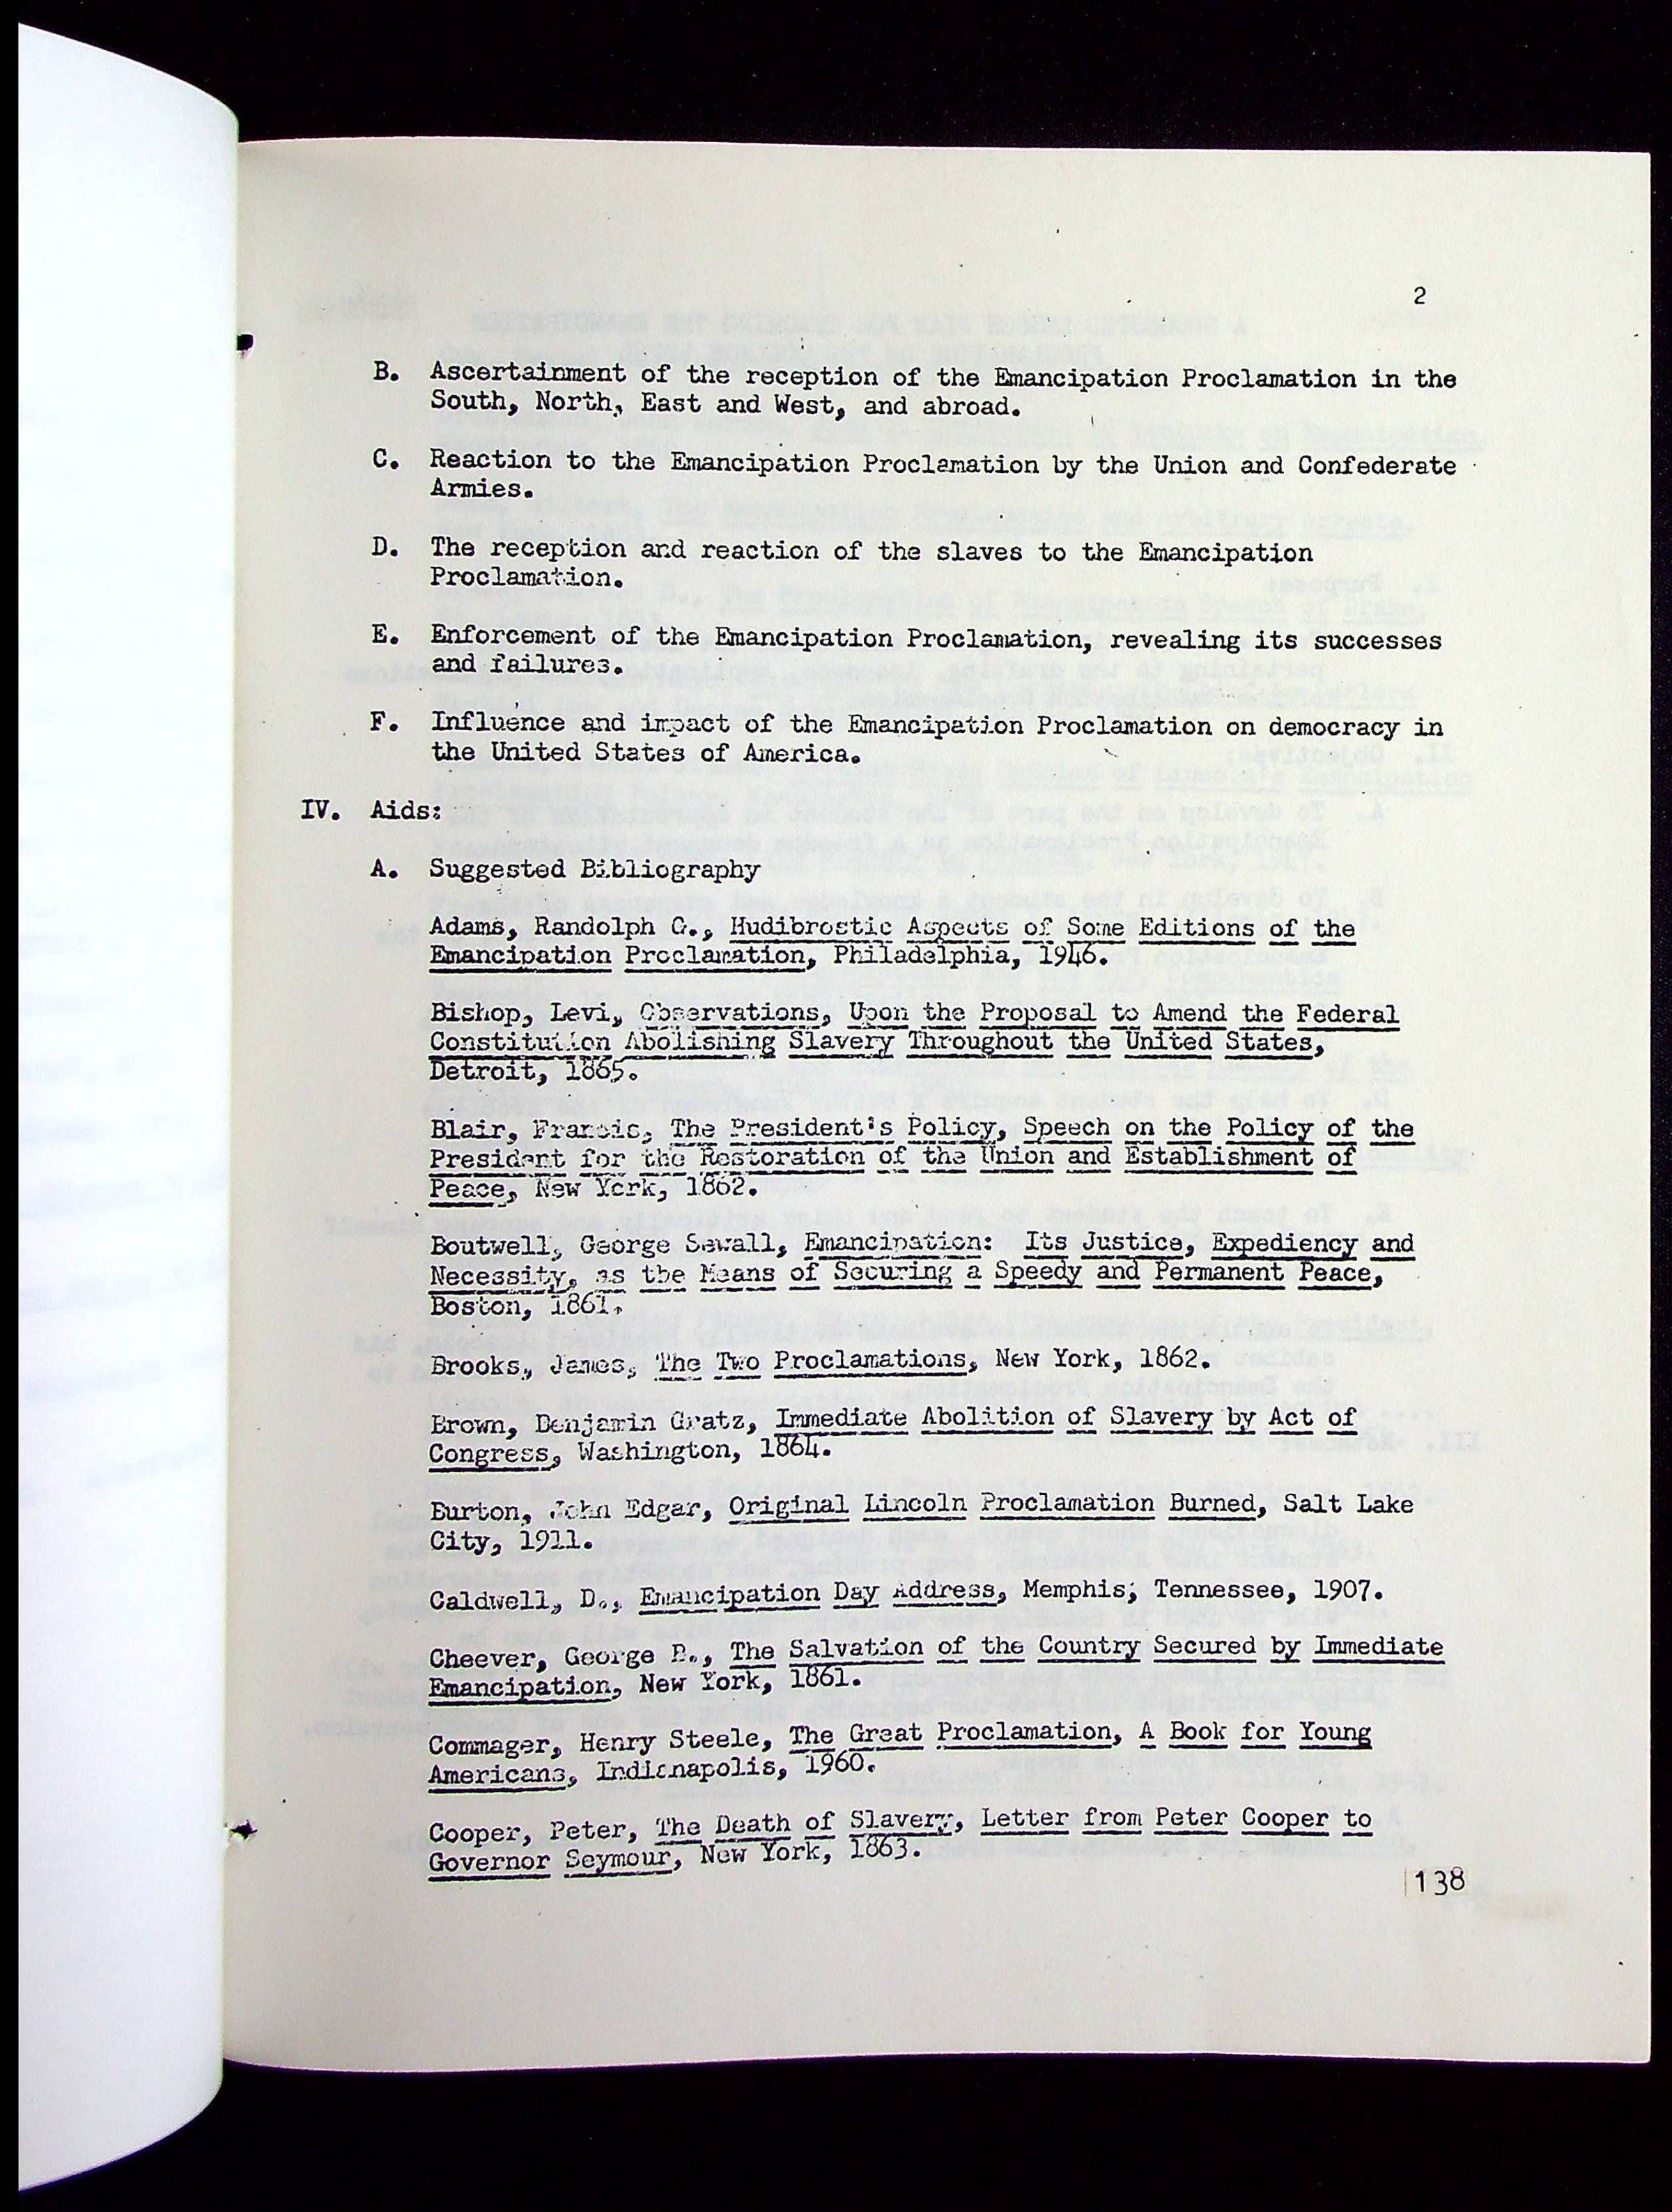 2
B. Ascertainment of the reception of the Emancipation Proclamation in the
South, North, East and West, and abroad.
C. Reaction to the Emancipation Proclamation by the Union and Confederate
Armies.
D. The reception and reaction of the slaves to the Emancipation
Proclamation.
E. Enforcement of the Emancipation Proclamation, revealing its successes
and failures.
F. Influence and impact of the Emancipation Proclamation on democracy in
the United States of America.
IV. Aids:
A. Suggested Bibliography
Adams, Randolph G., Hudibrostic Aspects of Some Editions of the
Emancipation Proclamation, Philadelphia, 1946.
Bishop, Levi, Observations, Upon the Proposal to Amend the Federal
Constitution Abolishing Slavery Throughout the United States,
Detroit, 1865.
Blair, Francis, The President's Policy, Speech on the Policy of the
President for the Restoration of the Union and Establishment of
Peace, New York, 1862.
Boutwell, George Sewall, Emancipation: Its Justice, Expediency and
Necessity, as the Means of Securing a Speedy and Permanent Peace,
Boston, 1861.
Brooks, James, The Two Proclamations, New York, 1862.
Brown, Benjamin Gratz, Immediate Abolition of Slavery by Act of
Congress, Washington, 1864.
Burton, John Edgar, Original Lincoln Proclamation Burned, Salt Lake
City, 1911.
Caldwell, D., Emancipation Day Address, Memphis, Tennessee, 1907.
Cheever, George B., The Salvation of the Country Secured by Immediate
Emancipation, New York, 1861.
Commager, Henry Steele, The Great Proclamation, A Book for Young
Americans, Indianapolis, 1960.
Cooper, Peter, The Death of Slavery, Letter from Peter Cooper to
Governor Seymour, New York, 1863.
138